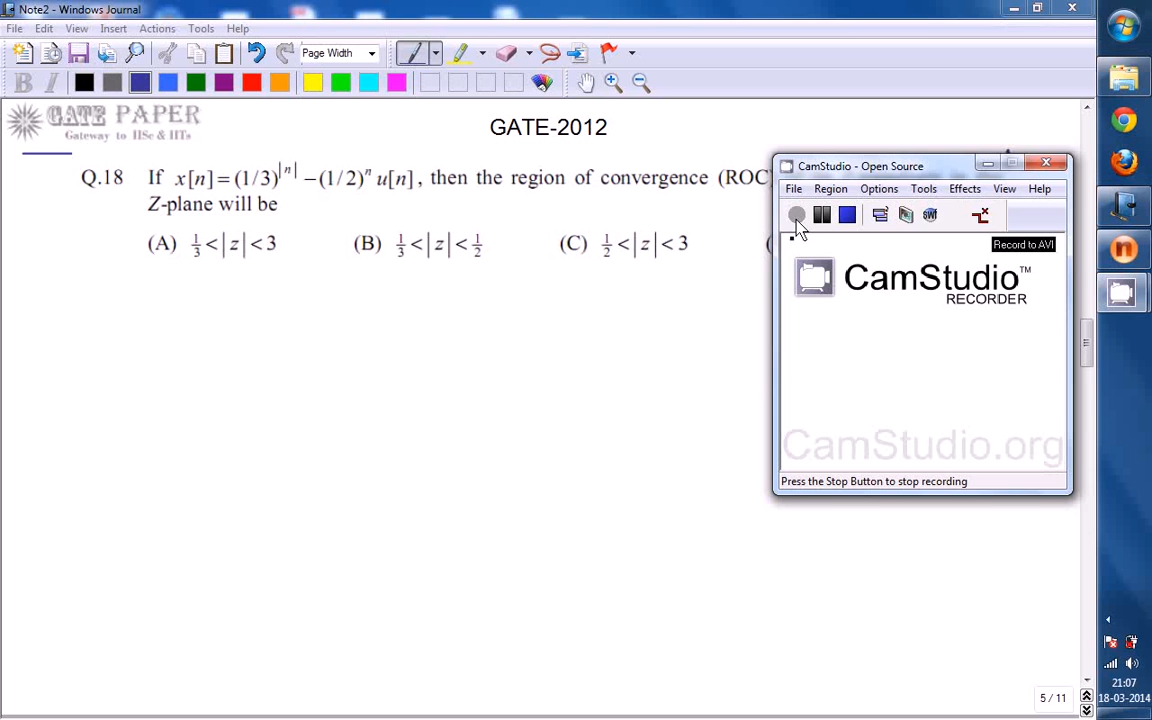 Note2 - Windows Journal
File Edit View Insert Actions Tools Help
Page Width
B I
GATE PAPER
Gateway to IISc & IITs
GATE-2012
Q.18 If x[n] = (1/3)^|n| − (1/2)^n u[n], then the region of convergence (ROC)
Z-plane will be
(A) 1/3 < |z| < 3 (B) 1/3 < |z| < 1/2 (C) 1/2 < |z| < 3
CamStudio - Open Source
File Region Options Tools Effects View Help
SWF
Record to AVI
CamStudio™
RECORDER
CamStudio.org
Press the Stop Button to stop recording
5 / 11
21:07
18-03-2014